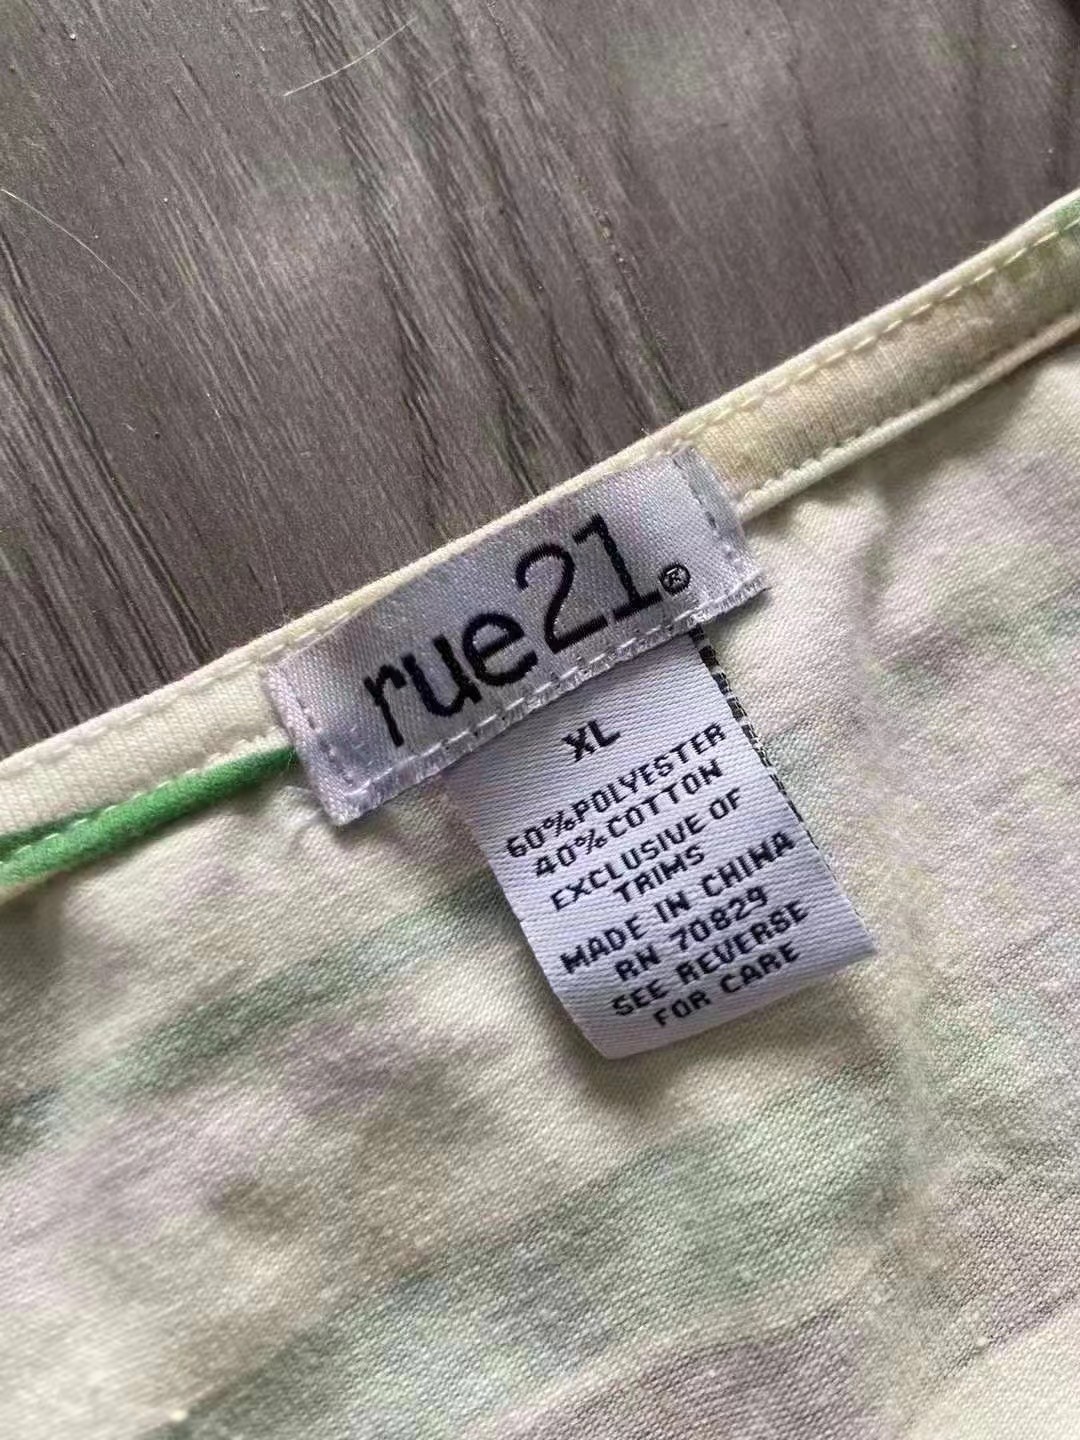 rue21®
XL
60%POLYESTER
40%COTTON
EXCLUSIVE OF
TRIMS
MADE IN CHINA
RN 70829
SEE REVERSE
FOR CARE